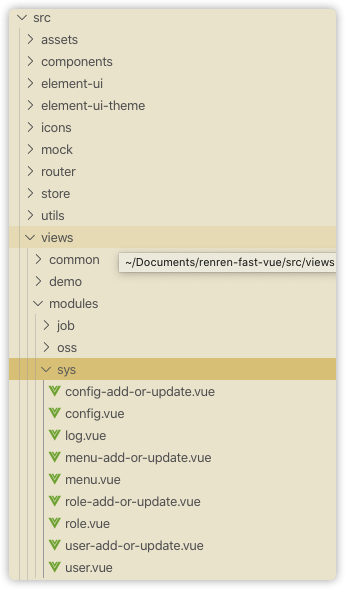 src
assets
components
element-ui
element-ui-theme
icons
mock
router
store
utils
views
common ~/Documents/renren-fast-vue/src/views
demo
modules
job
oss
sys
config-add-or-update.vue
config.vue
log.vue
menu-add-or-update.vue
menu.vue
role-add-or-update.vue
role.vue
user-add-or-update.vue
user.vue